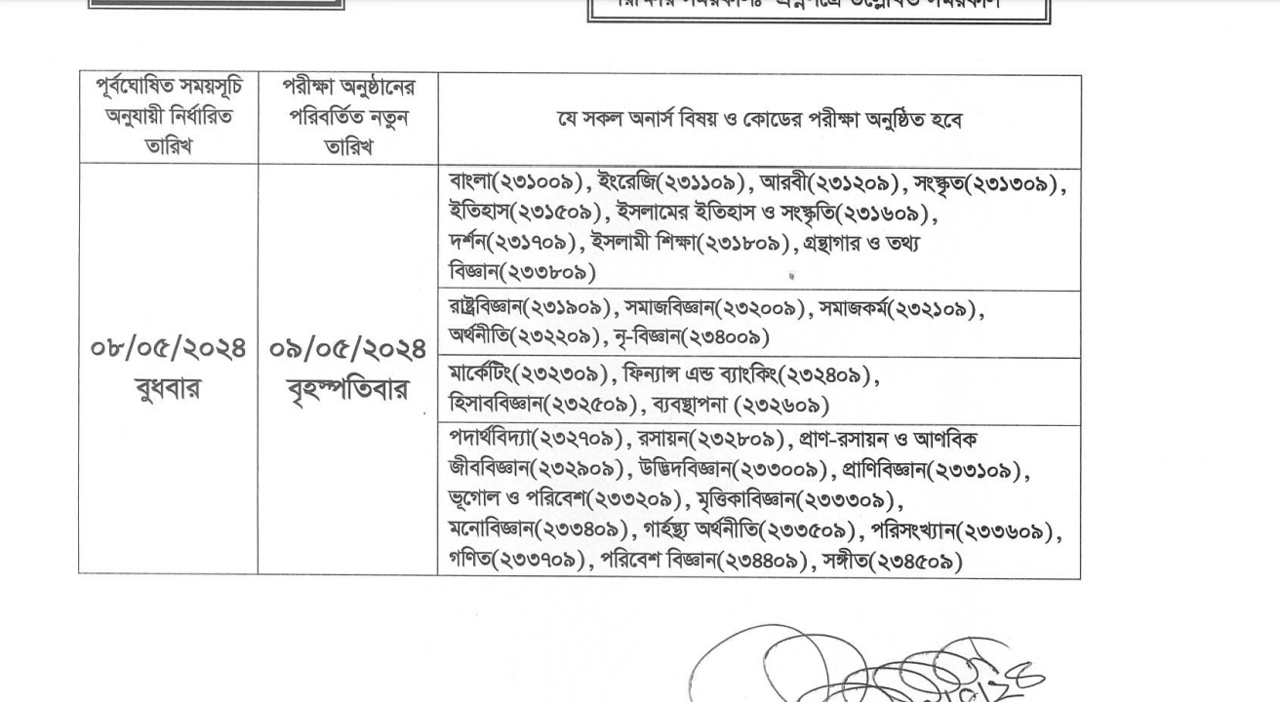 পূর্বঘোষিত সময়সূচি
অনুযায়ী নির্ধারিত
তারিখ
পরীক্ষা অনুষ্ঠানের
পরিবর্তিত নতুন
তারিখ
যে সকল অনার্স বিষয় ও কোডের পরীক্ষা অনুষ্ঠিত হবে
০৮/০৫/২০২৪
বুধবার
০৯/০৫/২০২৪
বৃহস্পতিবার
বাংলা(২৩১০০৯), ইংরেজি(২৩১১০৯), আরবী(২৩১২০৯), সংস্কৃত(২৩১৩০৯),
ইতিহাস(২৩১৫০৯), ইসলামের ইতিহাস ও সংস্কৃতি(২৩১৬০৯),
দর্শন(২৩১৭০৯), ইসলামী শিক্ষা(২৩১৮০৯), গ্রন্থাগার ও তথ্য
বিজ্ঞান(২৩৩৮০৯)
রাষ্ট্রবিজ্ঞান(২৩১৯০৯), সমাজবিজ্ঞান(২৩২০০৯), সমাজকর্ম(২৩২১০৯),
অর্থনীতি(২৩২২০৯), নৃ-বিজ্ঞান(২৩৪০০৯)
মার্কেটিং(২৩২৩০৯), ফিন্যান্স এন্ড ব্যাংকিং(২৩২৪০৯),
হিসাববিজ্ঞান(২৩২৫০৯), ব্যবস্থাপনা (২৩২৬০৯)
পদার্থবিদ্যা(২৩২৭০৯), রসায়ন(২৩২৮০৯), প্রাণ-রসায়ন ও আণবিক
জীববিজ্ঞান(২৩২৯০৯), উদ্ভিদবিজ্ঞান(২৩৩০০৯), প্রাণিবিজ্ঞান(২৩৩১০৯),
ভূগোল ও পরিবেশ(২৩৩২০৯), মৃত্তিকাবিজ্ঞান(২৩৩৩০৯),
মনোবিজ্ঞান(২৩৩৪০৯), গার্হস্থ্য অর্থনীতি(২৩৩৫০৯), পরিসংখ্যান(২৩৩৬০৯),
গণিত(২৩৩৭০৯), পরিবেশ বিজ্ঞান(২৩৪৪০৯), সঙ্গীত(২৩৪৫০৯)